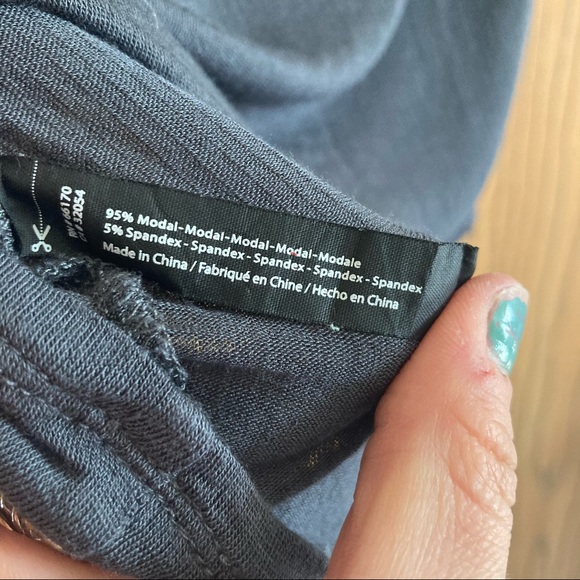 95% Modal-Modal-Modal-Modal-Modale
5% Spandex - Spandex - Spandex - Spandex - Spandex
Made in China / Fabriqué en Chine / Hecho en China
32054